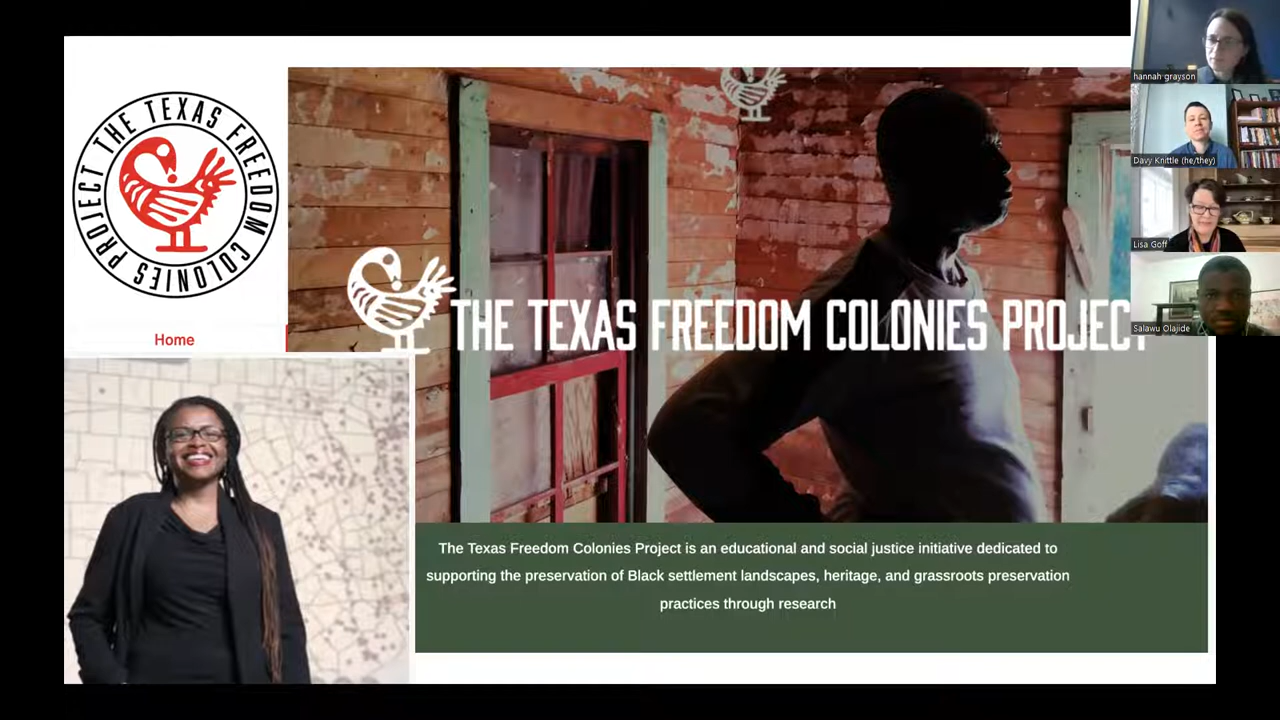 THE TEXAS FREEDOM COLONIES PROJECT
Home
THE TEXAS FREEDOM COLONIES PROJECT
The Texas Freedom Colonies Project is an educational and social justice initiative dedicated to
supporting the preservation of Black settlement landscapes, heritage, and grassroots preservation
practices through research
hannah grayson
Davy Knittle (he/they)
Lisa Goff
Salawu Olajide